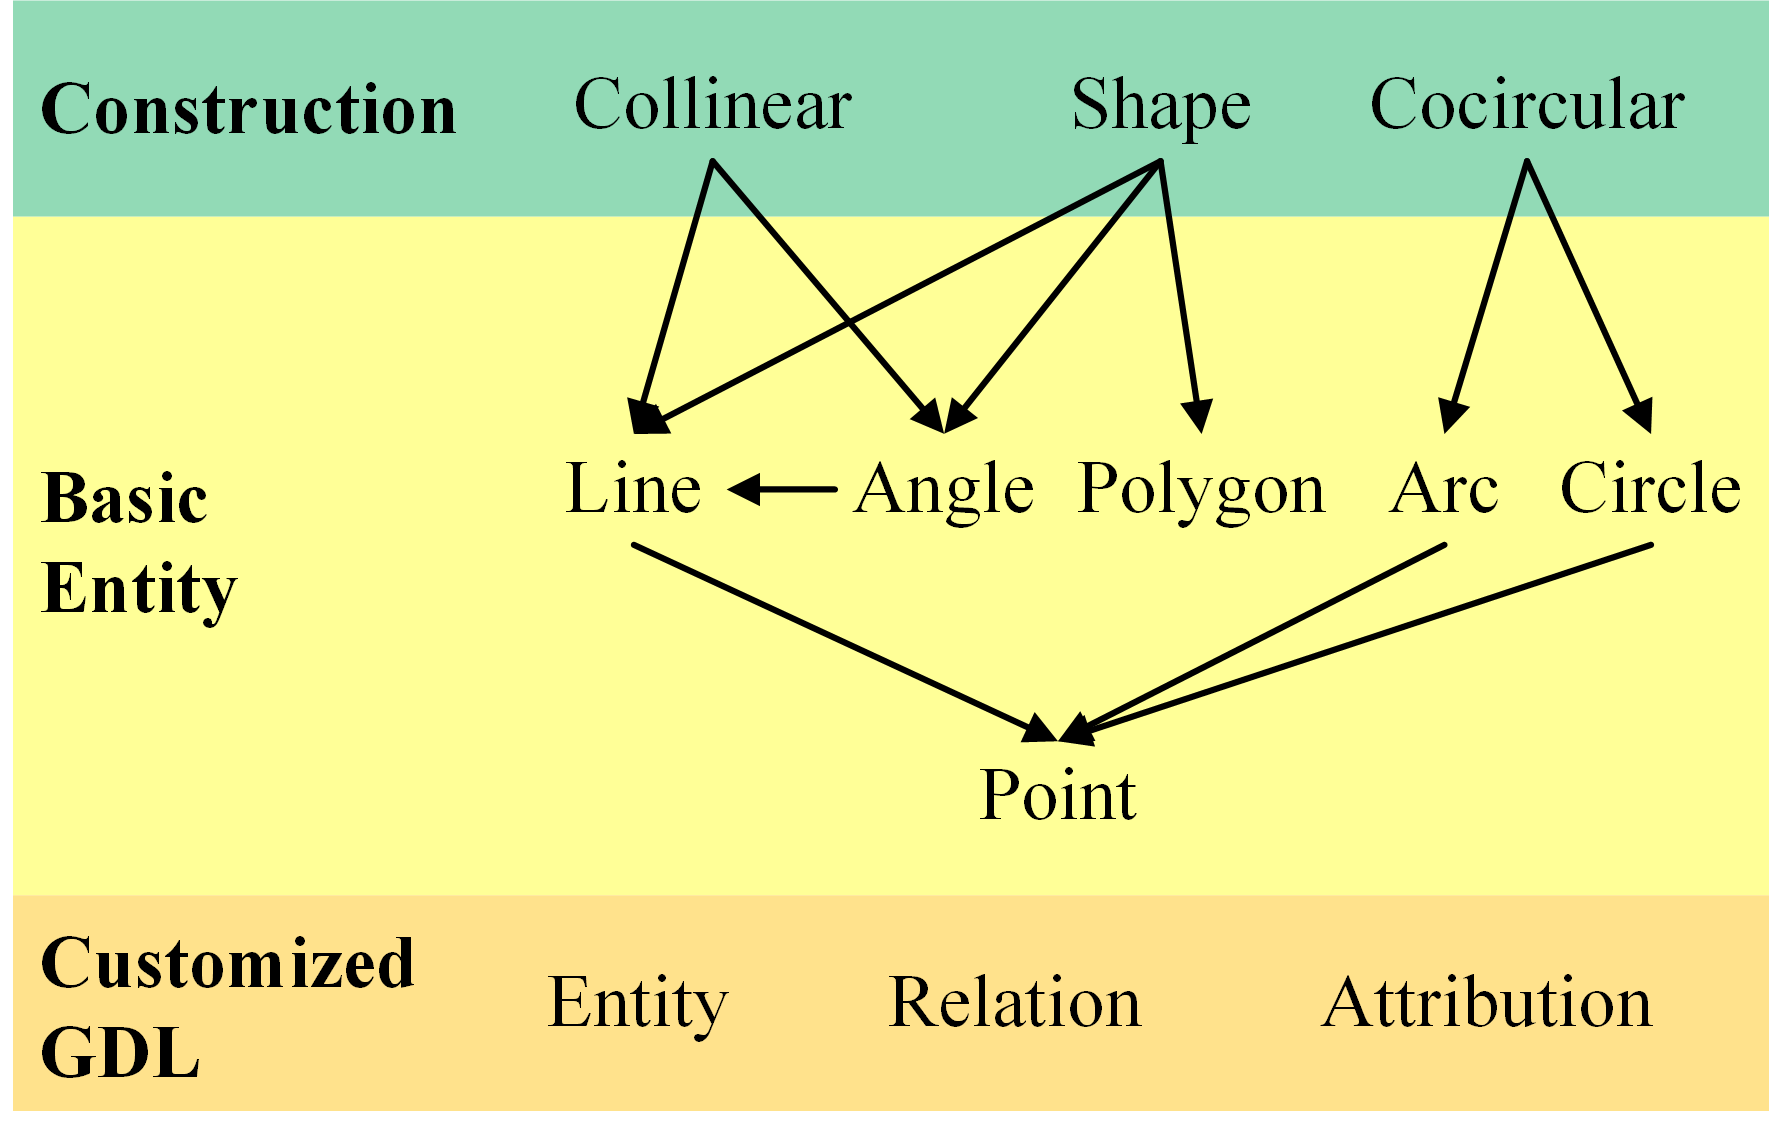 Construction
Collinear
Shape
Cocircular
Basic
Entity
Line
Angle
Polygon
Arc
Circle
Point
Customized
GDL
Entity
Relation
Attribution